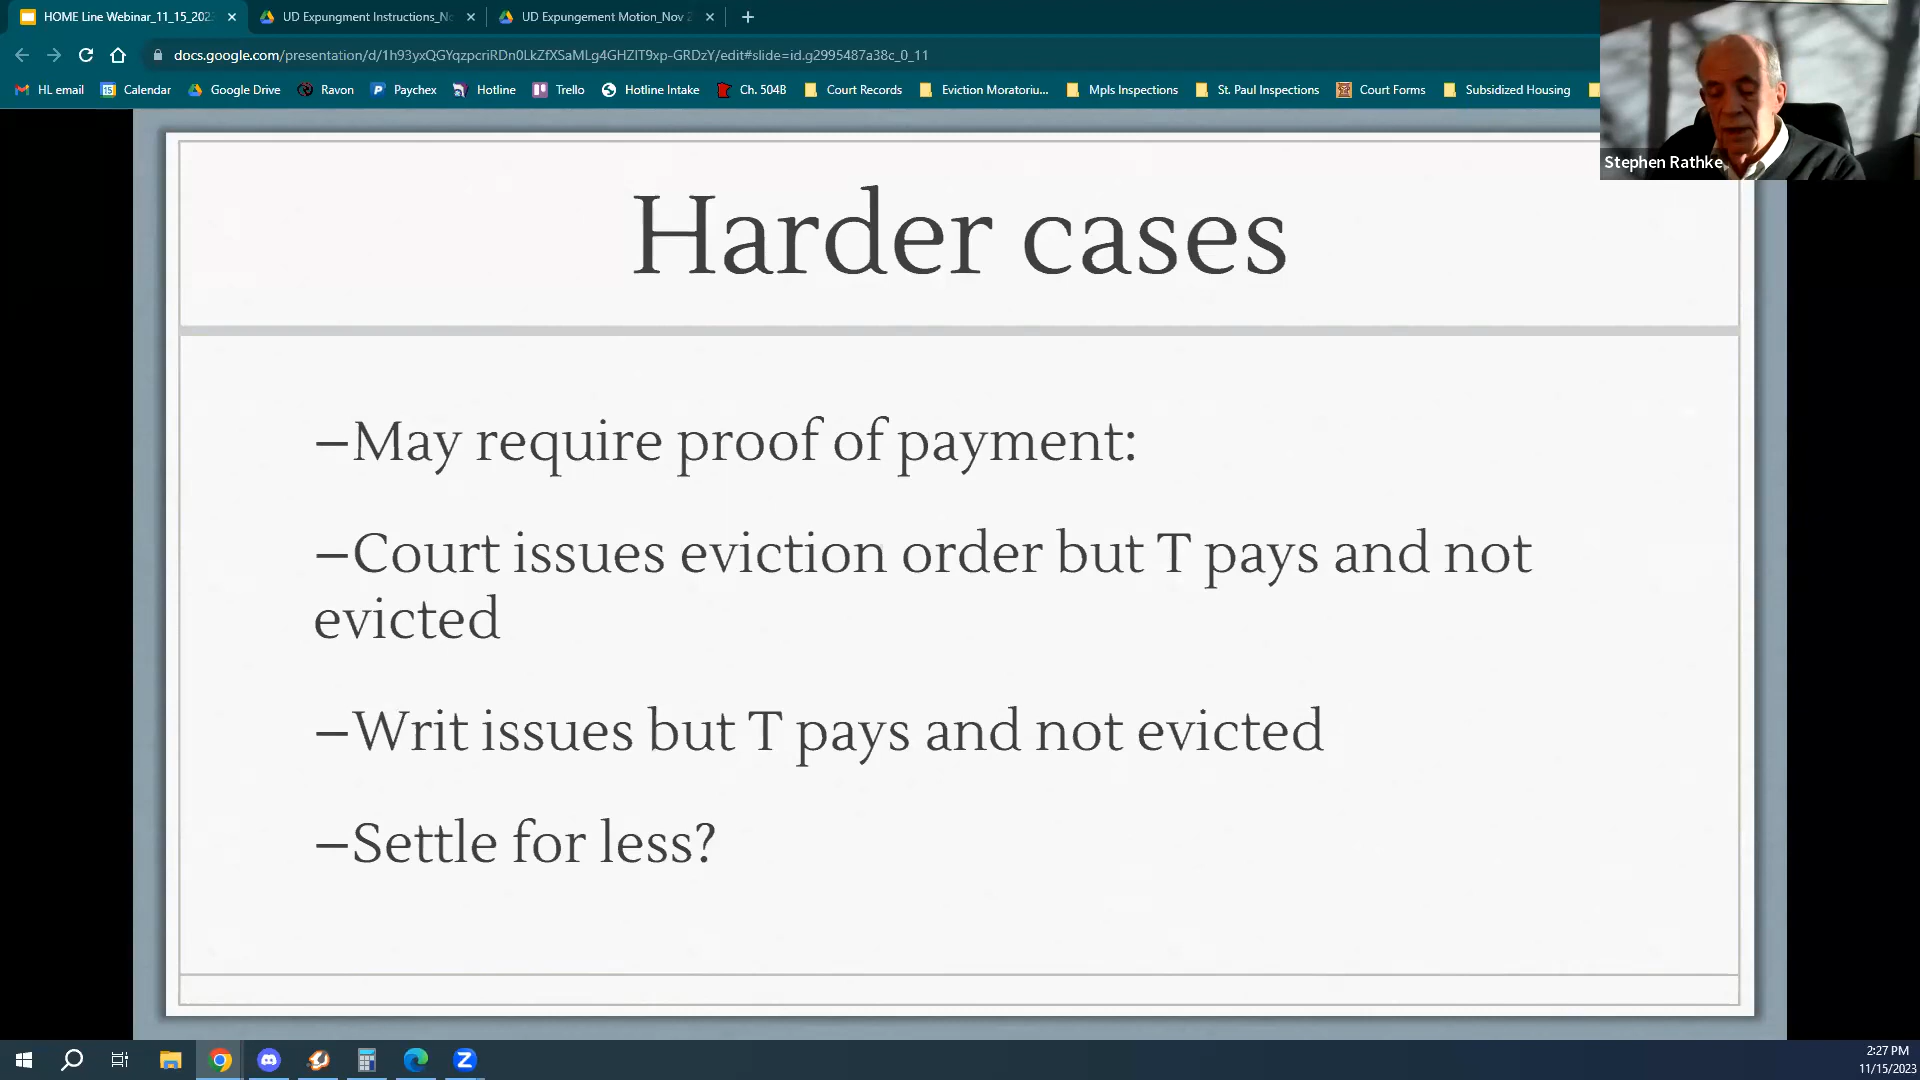 HOME Line Webinar_11_15_202
UD Expungment Instructions_No
UD Expungement Motion_Nov 2
docs.google.com/presentation/d/1h93yxQGYqzpcriRDn0LkZfXSaMLg4GHZIT9xp-GRDzY/edit#slide=id.g2995487a38c_0_11
HL email
Calendar
Google Drive
Ravon
Paychex
Hotline
Trello
Hotline Intake
Ch. 504B
Court Records
Eviction Moratoriu...
Mpls Inspections
St. Paul Inspections
Court Forms
Subsidized Housing
Stephen Rathke
Harder cases
–May require proof of payment:
–Court issues eviction order but T pays and not
evicted
–Writ issues but T pays and not evicted
–Settle for less?
2:27 PM
11/15/2023